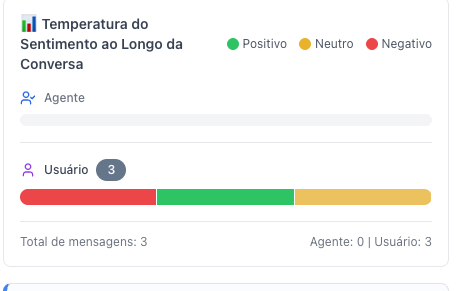 Temperatura do
Sentimento ao Longo da
Conversa
Positivo Neutro Negativo
Agente
Usuário 3
Total de mensagens: 3 Agente: 0 | Usuário: 3